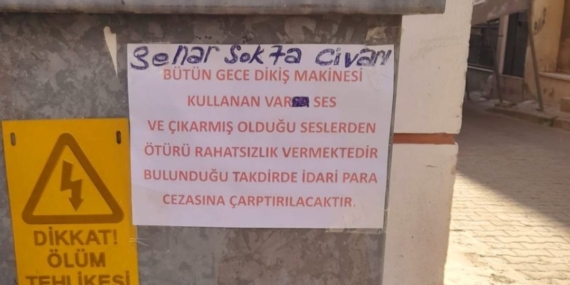 Senar Sokta civarı
BÜTÜN GECE DİKİŞ MAKİNESİ
KULLANAN VAR SES
VE ÇIKARMIŞ OLDUĞU SESLERDEN
ÖTÜRÜ RAHATSIZLIK VERMEKTEDİR
BULUNDUĞU TAKDİRDE İDARİ PARA
CEZASINA ÇARPTIRILACAKTIR.
DİKKAT!
ÖLÜM
TEHLİKESİ